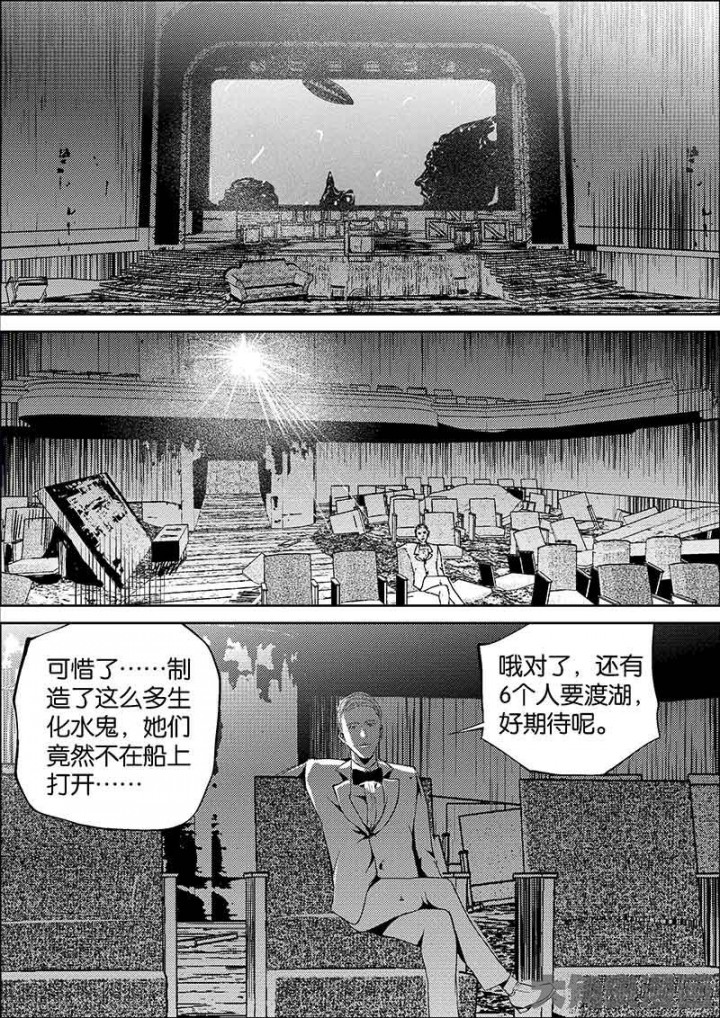 可惜了……制
造了这么多生
化水鬼，她们
竟然不在船上
打开……
哦对了，还有
6个人要渡湖，
好期待呢。